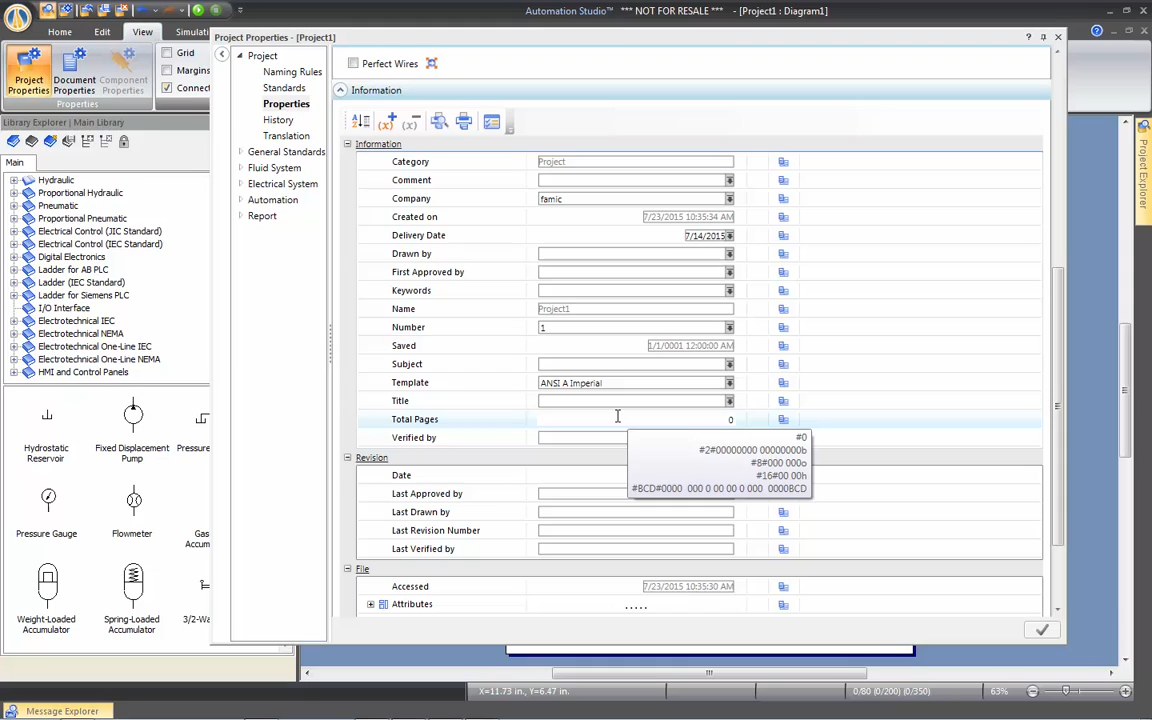 Automation Studio™ *** NOT FOR RESALE *** - [Project1 : Diagram1]
Home Edit View Simulati
Project Properties - [Project1]
Project
Properties
Document
Properties
Component
Properties
Grid
Margins
Connect
Properties
Library Explorer | Main Library
Main
Hydraulic
Proportional Hydraulic
Pneumatic
Proportional Pneumatic
Electrical Control (JIC Standard)
Electrical Control (IEC Standard)
Digital Electronics
Ladder for AB PLC
Ladder (IEC Standard)
Ladder for Siemens PLC
I/O Interface
Electrotechnical IEC
Electrotechnical NEMA
Electrotechnical One-Line IEC
Electrotechnical One-Line NEMA
HMI and Control Panels
Hydrostatic
Reservoir
Fixed Displacement
Pump
Pressure
Pressure Gauge
Flowmeter
Gas
Accum
Weight-Loaded
Accumulator
Spring-Loaded
Accumulator
3/2-Wa
Project
Naming Rules
Standards
Properties
History
Translation
General Standards
Fluid System
Electrical System
Automation
Report
Perfect Wires
Information
Information
Category Project
Comment
Company famic
Created on 7/23/2015 10:35:34 AM
Delivery Date 7/14/2015
Drawn by
First Approved by
Keywords
Name Project1
Number 1
Saved 1/1/0001 12:00:00 AM
Subject
Template ANSI A Imperial
Title
Total Pages 0
Verified by
#0
#2#00000000 00000000b
#8#000 000o
#16#00 00h
#BCD#0000 000 0 00 00 0 000 0000BCD
Revision
Date
Last Approved by
Last Drawn by
Last Revision Number
Last Verified by
File
Accessed 7/23/2015 10:35:30 AM
Attributes .....
Project Explorer
X=11.73 in., Y=6.47 in. 0/80 (0/200) (0/350) 63%
Message Explorer